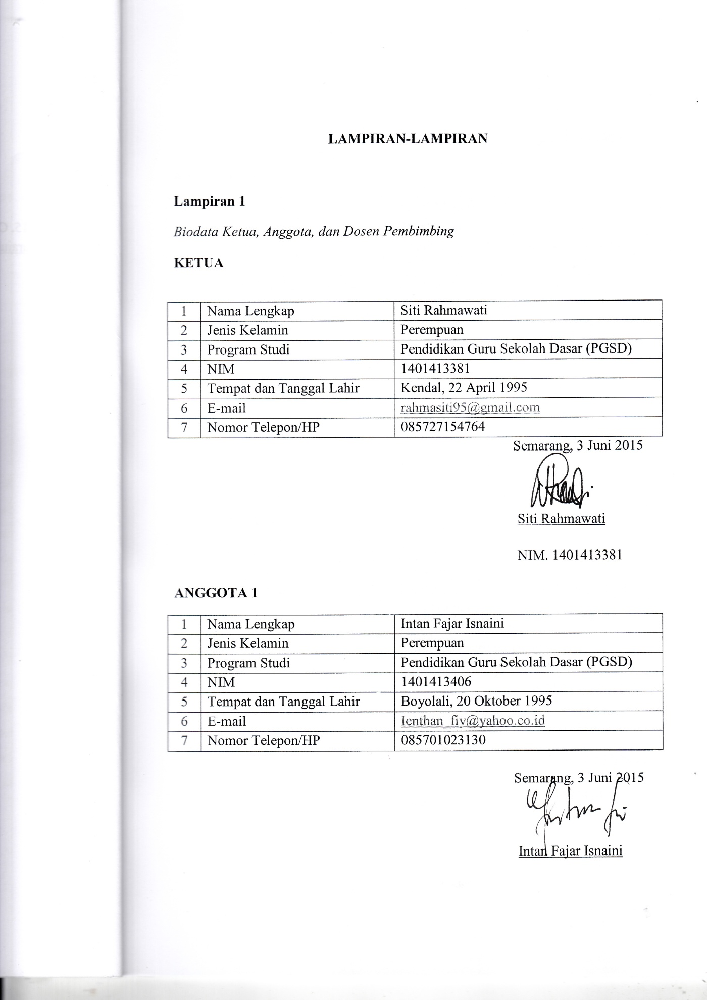 LAMPIRAN-LAMPIRAN
Lampiran 1
Biodata Ketua, Anggota, dan Dosen Pembimbing
KETUA
1 Nama Lengkap Siti Rahmawati
2 Jenis Kelamin Perempuan
3 Program Studi Pendidikan Guru Sekolah Dasar (PGSD)
4 NIM 1401413381
5 Tempat dan Tanggal Lahir Kendal, 22 April 1995
6 E-mail rahmasiti95@gmail.com
7 Nomor Telepon/HP 085727154764
Semarang, 3 Juni 2015
Siti Rahmawati
NIM. 1401413381
ANGGOTA 1
1 Nama Lengkap Intan Fajar Isnaini
2 Jenis Kelamin Perempuan
3 Program Studi Pendidikan Guru Sekolah Dasar (PGSD)
4 NIM 1401413406
5 Tempat dan Tanggal Lahir Boyolali, 20 Oktober 1995
6 E-mail Ienthan_fiv@yahoo.co.id
7 Nomor Telepon/HP 085701023130
Semarang, 3 Juni 2015
Intan Fajar Isnaini